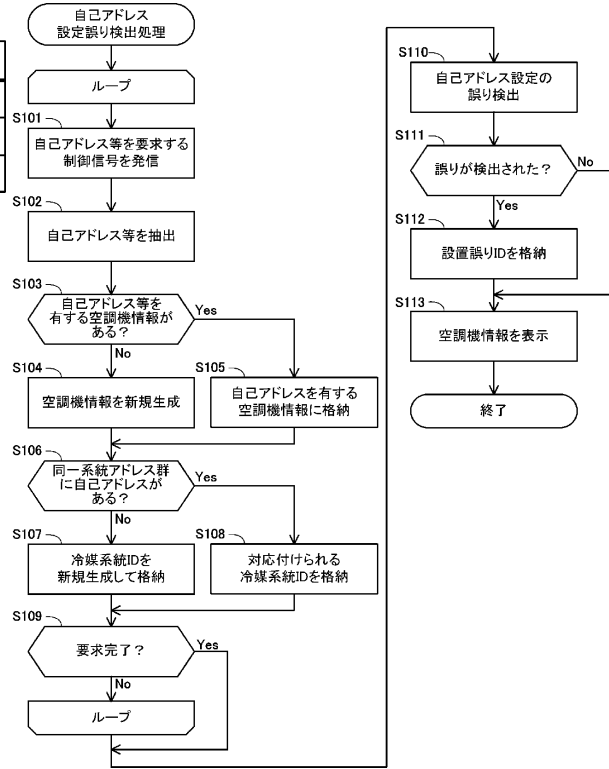 自己アドレス
設定誤り検出処理
ループ
S101
自己アドレス等を要求する
制御信号を発信
S102
自己アドレス等を抽出
S103
自己アドレス等を
有する空調機情報が
ある？
Yes
No
S104
空調機情報を新規生成
S105
自己アドレスを有する
空調機情報に格納
S106
同一系統アドレス群
に自己アドレスが
ある？
Yes
No
S107
冷媒系統IDを
新規生成して格納
S108
対応付けられる
冷媒系統IDを格納
S109
要求完了？
Yes
No
ループ
S110
自己アドレス設定の
誤り検出
S111
誤りが検出された？
No
Yes
S112
設置誤りIDを格納
S113
空調機情報を表示
終了